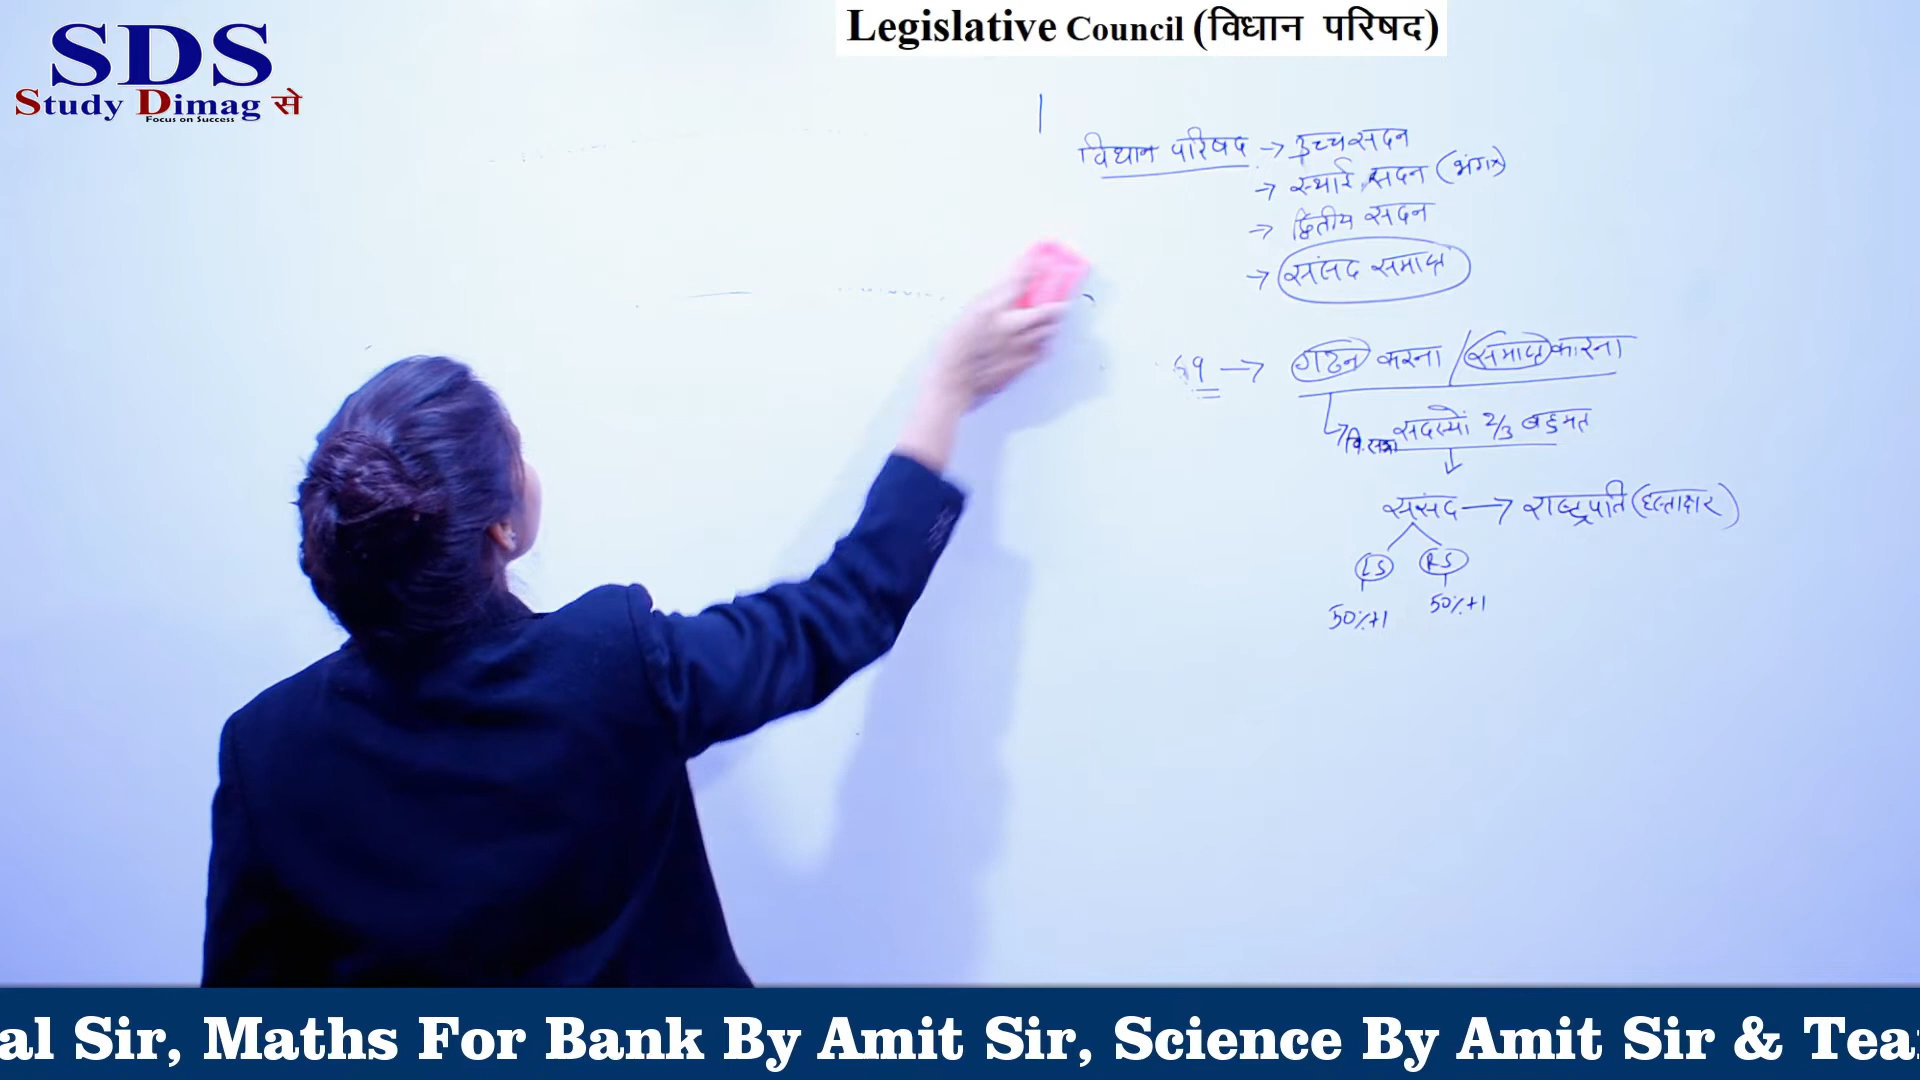 Legislative Council (विधान परिषद)
SDS
Study Dimag से
Focus on Success
विधान परिषद → उच्च सदन
→ स्थाई सदन (भंग
→ द्वितीय सदन
→ संसद समाप्त
69 → गठन करना / समाप्त कारना
वि.सभा सदस्यों 2/3 बहुमत
संसद → राष्ट्रपति (हस्ताक्षर)
LS RS
50%+1 50%+1
al Sir, Maths For Bank By Amit Sir, Science By Amit Sir & Tea